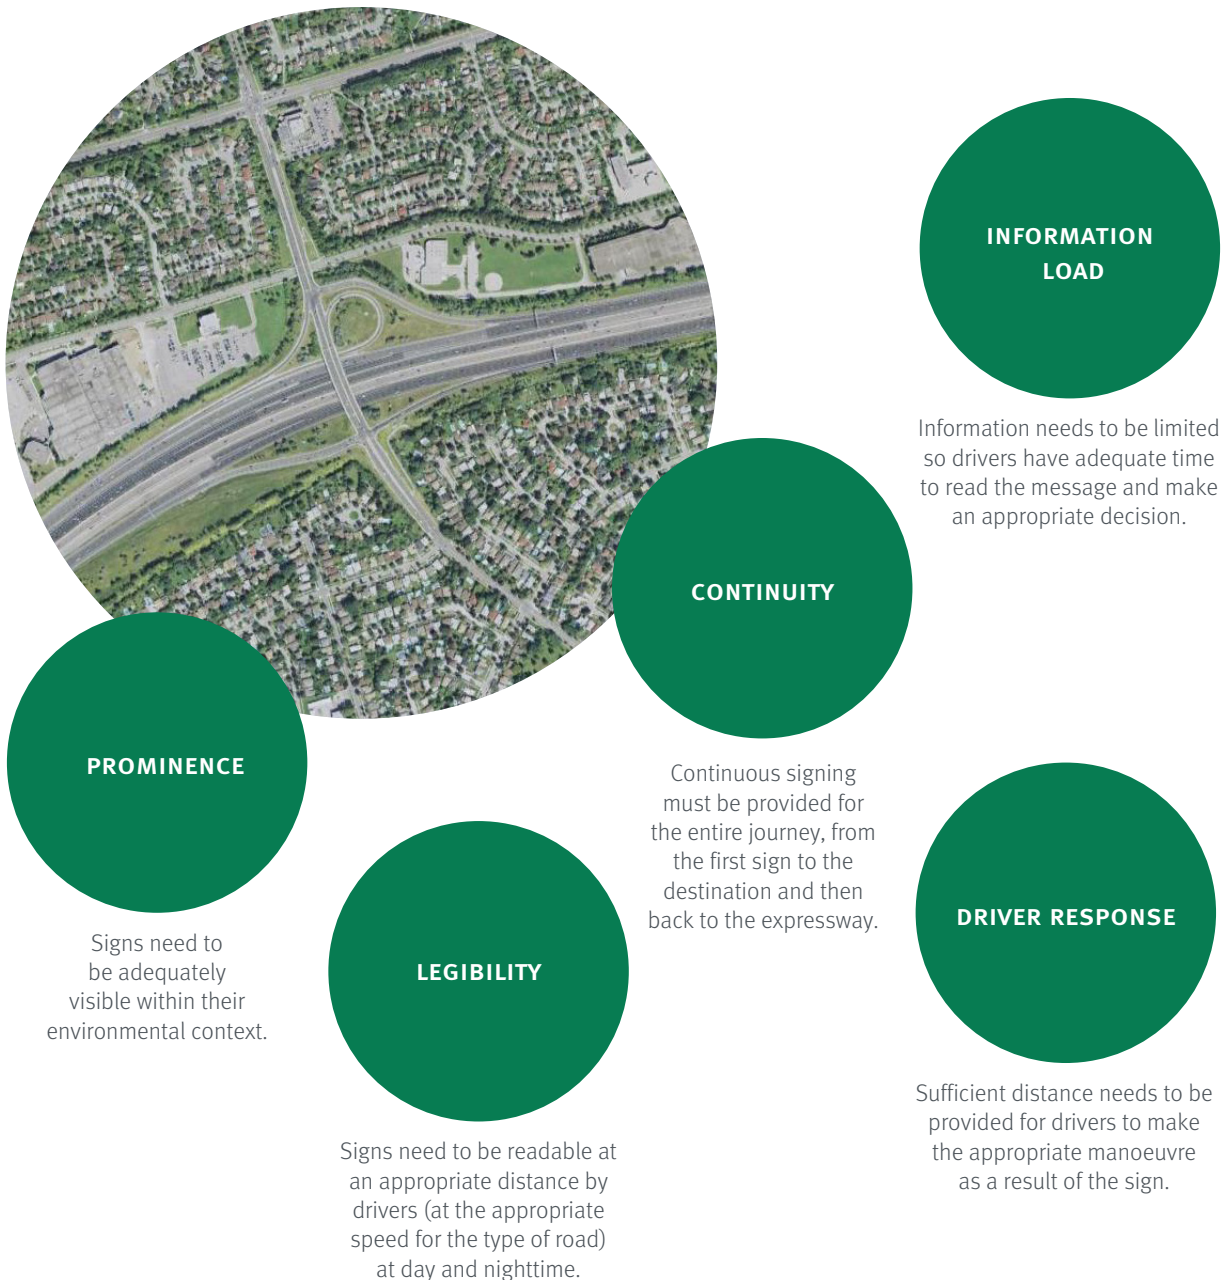 INFORMATION
LOAD
Information needs to be limited
so drivers have adequate time
to read the message and make
an appropriate decision.
CONTINUITY
Continuous signing
must be provided for
the entire journey, from
the first sign to the
destination and then
back to the expressway.
PROMINENCE
Signs need to
be adequately
visible within their
environmental context.
LEGIBILITY
Signs need to be readable at
an appropriate distance by
drivers (at the appropriate
speed for the type of road)
at day and nighttime.
DRIVER RESPONSE
Sufficient distance needs to be
provided for drivers to make
the appropriate manoeuvre
as a result of the sign.